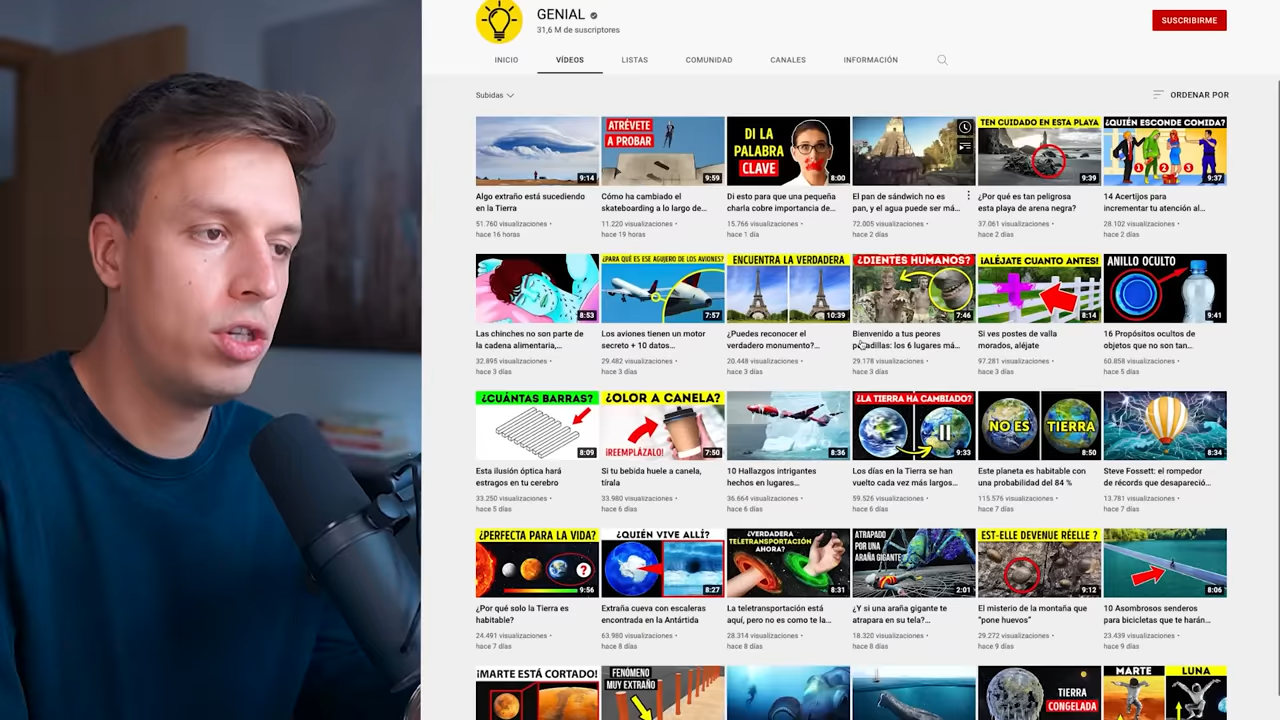 GENIAL
31,6 M de suscriptores
SUSCRIBIRME
INICIO
VÍDEOS
LISTAS
COMUNIDAD
CANALES
INFORMACIÓN
Subidas
ORDENAR POR
9:14
ATRÉVETE
A PROBAR
9:59
DI LA
PALABRA
CLAVE
8:00
TEN CUIDADO EN ESTA PLAYA
9:39
¿QUIÉN ESCONDE COMIDA?
1 2 3
9:37
Algo extraño está sucediendo
en la Tierra
51.760 visualizaciones •
hace 16 horas
Cómo ha cambiado el
skateboarding a lo largo de...
11.220 visualizaciones •
hace 19 horas
Di esto para que una pequeña
charla cobre importancia de...
15.766 visualizaciones •
hace 1 día
El pan de sándwich no es
pan, y el agua puede ser má...
72.005 visualizaciones •
hace 2 días
¿Por qué es tan peligrosa
esta playa de arena negra?
37.061 visualizaciones •
hace 2 días
14 Acertijos para
incrementar tu atención al...
28.102 visualizaciones •
hace 2 días
8:53
¿PARA QUÉ ES ESE AGUJERO DE LOS AVIONES?
7:57
ENCUENTRA LA VERDADERA
10:39
¿DIENTES HUMANOS?
7:46
¡ALÉJATE CUANTO ANTES!
8:14
ANILLO OCULTO
9:41
Las chinches no son parte de
la cadena alimentaria,...
32.895 visualizaciones •
hace 3 días
Los aviones tienen un motor
secreto + 10 datos...
29.482 visualizaciones •
hace 3 días
¿Puedes reconocer el
verdadero monumento?...
20.448 visualizaciones •
hace 3 días
Bienvenido a tus peores
pesadillas: los 6 lugares má...
29.178 visualizaciones •
hace 3 días
Si ves postes de valla
morados, aléjate
97.281 visualizaciones •
hace 3 días
16 Propósitos ocultos de
objetos que no son tan...
60.858 visualizaciones •
hace 5 días
¿CUÁNTAS BARRAS?
8:09
¿OLOR A CANELA?
¡REEMPLÁZALO!
7:50
8:36
¿LA TIERRA HA CAMBIADO?
9:33
NO ES
TIERRA
8:50
8:34
Esta ilusión óptica hará
estragos en tu cerebro
33.250 visualizaciones •
hace 5 días
Si tu bebida huele a canela,
tírala
33.980 visualizaciones •
hace 6 días
10 Hallazgos intrigantes
hechos en lugares...
36.664 visualizaciones •
hace 6 días
Los días en la Tierra se han
vuelto cada vez más largos...
59.526 visualizaciones •
hace 6 días
Este planeta es habitable con
una probabilidad del 84 %
115.576 visualizaciones •
hace 7 días
Steve Fossett: el rompedor
de récords que desapareció...
13.781 visualizaciones •
hace 7 días
¿PERFECTA PARA LA VIDA?
?
9:56
¿QUIÉN VIVE ALLÍ?
8:27
¿VERDADERA
TELETRANSPORTACIÓN
AHORA?
8:31
ATRAPADO
POR UNA
ARAÑA GIGANTE
2:01
EST-ELLE DEVENUE RÉELLE ?
9:12
8:06
¿Por qué solo la Tierra es
habitable?
24.491 visualizaciones •
hace 7 días
Extraña cueva con escaleras
encontrada en la Antártida
63.980 visualizaciones •
hace 8 días
La teletransportación está
aquí, pero no es como te la...
28.314 visualizaciones •
hace 8 días
¿Y si una araña gigante te
atrapara en su tela?...
18.320 visualizaciones •
hace 8 días
El misterio de la montaña que
"pone huevos"
29.272 visualizaciones •
hace 9 días
10 Asombrosos senderos
para bicicletas que te harán...
23.439 visualizaciones •
hace 9 días
¡MARTE ESTÁ CORTADO!
FENÓMENO
MUY EXTRAÑO
TIERRA
CONGELADA
MARTE
LUNA